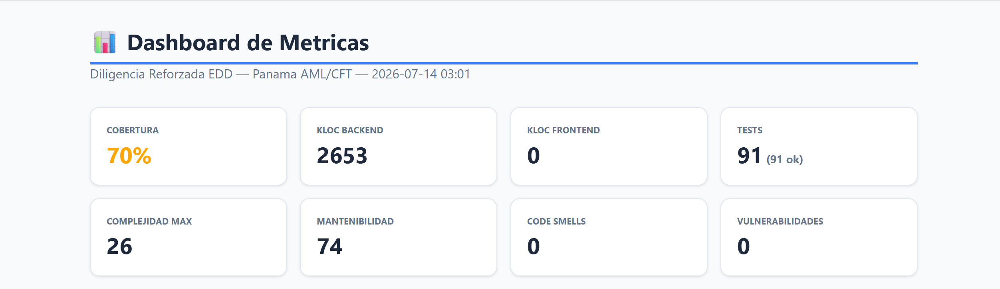 Dashboard de Metricas
Diligencia Reforzada EDD — Panama AML/CFT — 2026-07-14 03:01
COBERTURA
70%
KLOC BACKEND
2653
KLOC FRONTEND
0
TESTS
91 (91 ok)
COMPLEJIDAD MAX
26
MANTENIBILIDAD
74
CODE SMELLS
0
VULNERABILIDADES
0